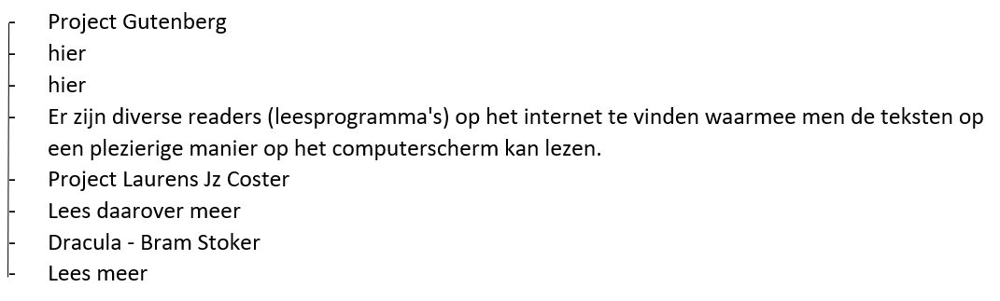 - Project Gutenberg
- hier
- hier
- Er zijn diverse readers (leesprogramma's) op het internet te vinden waarmee men de teksten op
een plezierige manier op het computerscherm kan lezen.
- Project Laurens Jz Coster
- Lees daarover meer
- Dracula - Bram Stoker
- Lees meer